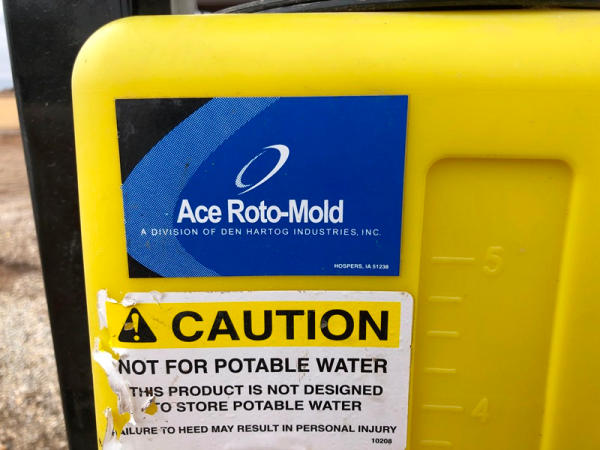 Ace Roto-Mold
A DIVISION OF DEN HARTOG INDUSTRIES, INC.
HOSPERS, IA 51238
5
CAUTION
NOT FOR POTABLE WATER
THIS PRODUCT IS NOT DESIGNED
TO STORE POTABLE WATER
4
FAILURE TO HEED MAY RESULT IN PERSONAL INJURY
10208